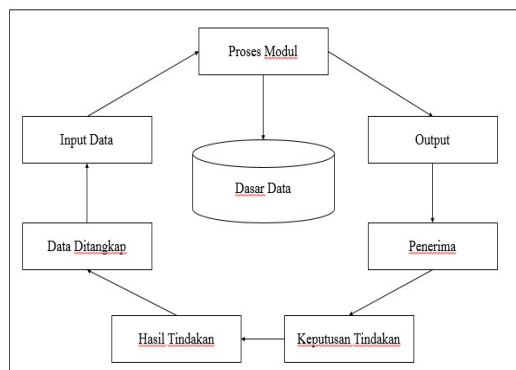 Proses Modul
Input Data
Output
Dasar Data
Data Ditangkap
Penerima
Hasil Tindakan
Keputusan Tindakan